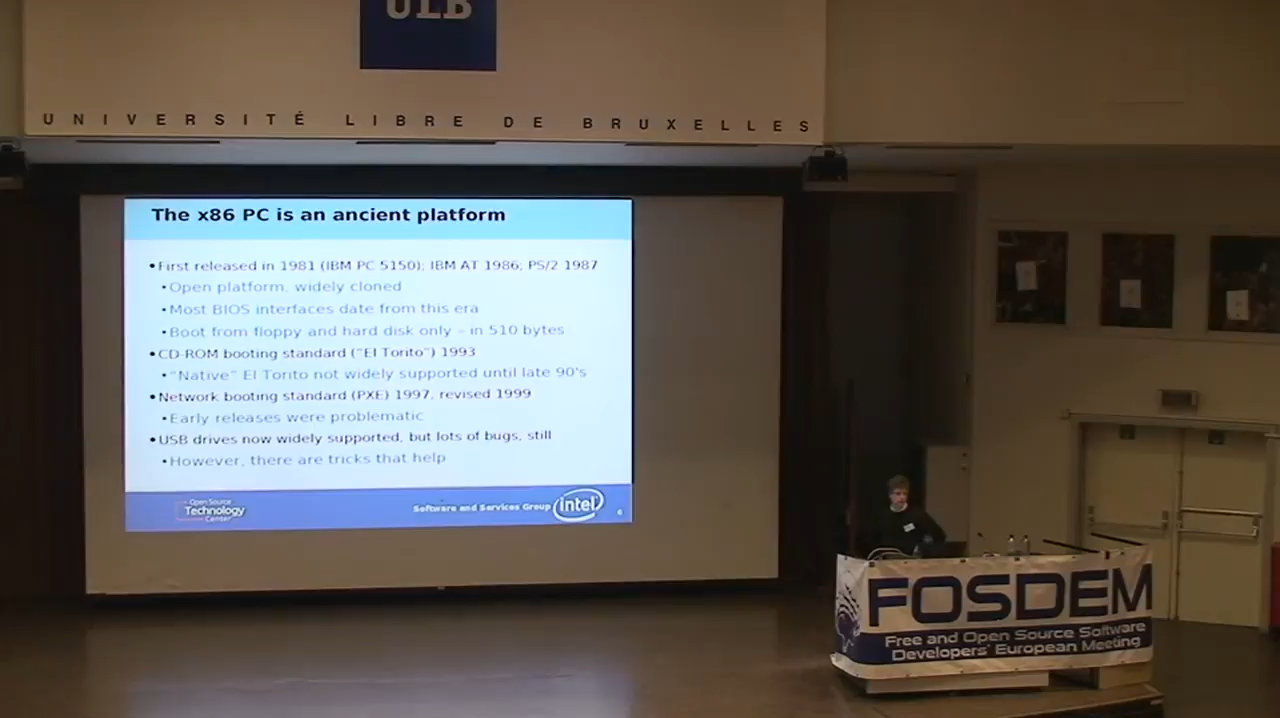 ULB
UNIVERSITÉ LIBRE DE BRUXELLES
The x86 PC is an ancient platform
•First released in 1981 (IBM PC 5150); IBM AT 1986; PS/2 1987
•Open platform, widely cloned
•Most BIOS interfaces date from this era
•Boot from floppy and hard disk only – in 510 bytes
•CD-ROM booting standard ("El Torito") 1993
•"Native" El Torito not widely supported until late 90's
•Network booting standard (PXE) 1997, revised 1999
•Early releases were problematic
•USB drives now widely supported, but lots of bugs, still
•However, there are tricks that help
Open Source
Technology
Center
Software and Services Group
intel
6
FOSDEM
Free and Open Source Software
Developers' European Meeting